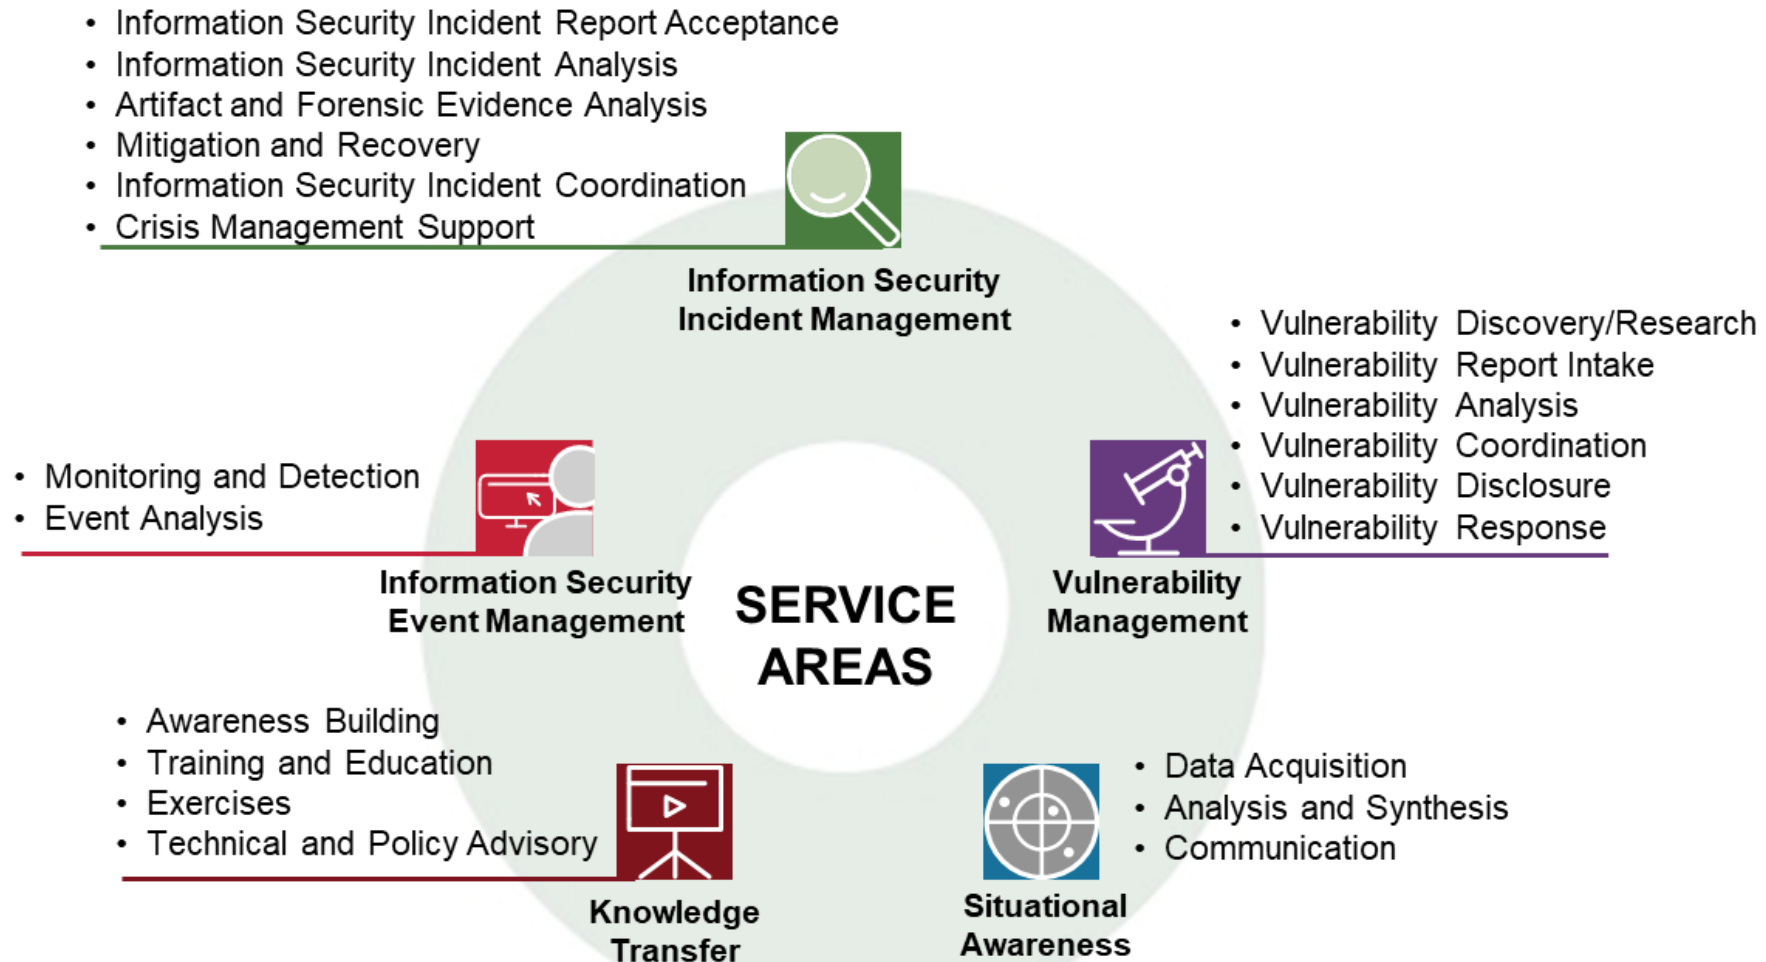 • Information Security Incident Report Acceptance
• Information Security Incident Analysis
• Artifact and Forensic Evidence Analysis
• Mitigation and Recovery
• Information Security Incident Coordination
• Crisis Management Support
Information Security
Incident Management
• Vulnerability Discovery/Research
• Vulnerability Report Intake
• Vulnerability Analysis
• Vulnerability Coordination
• Vulnerability Disclosure
• Vulnerability Response
Vulnerability
Management
• Monitoring and Detection
• Event Analysis
Information Security
Event Management
SERVICE
AREAS
• Awareness Building
• Training and Education
• Exercises
• Technical and Policy Advisory
Knowledge
Transfer
• Data Acquisition
• Analysis and Synthesis
• Communication
Situational
Awareness